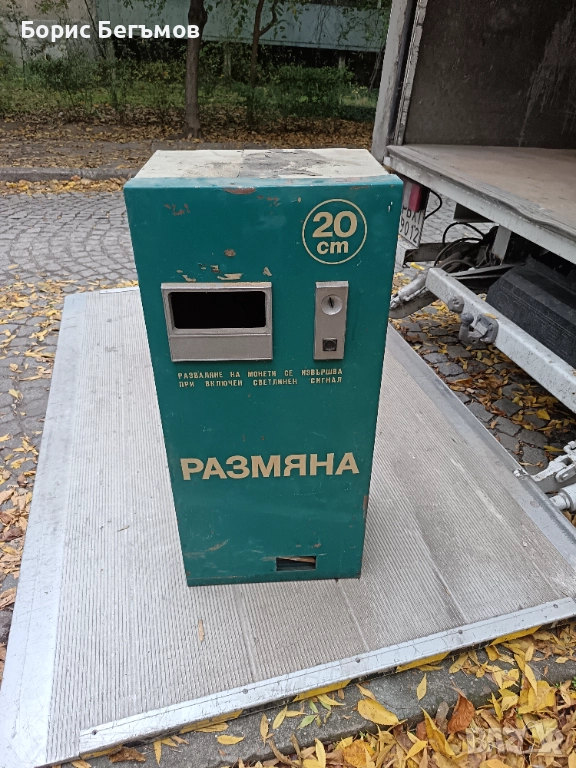 Борис Бегъмов
20
cm
РАЗВАЛЯНЕ НА МОНЕТИ СЕ ИЗВЪРШВА
ПРИ ВКЛЮЧЕН СВЕТЛИНЕН СИГНАЛ
РАЗМЯНА